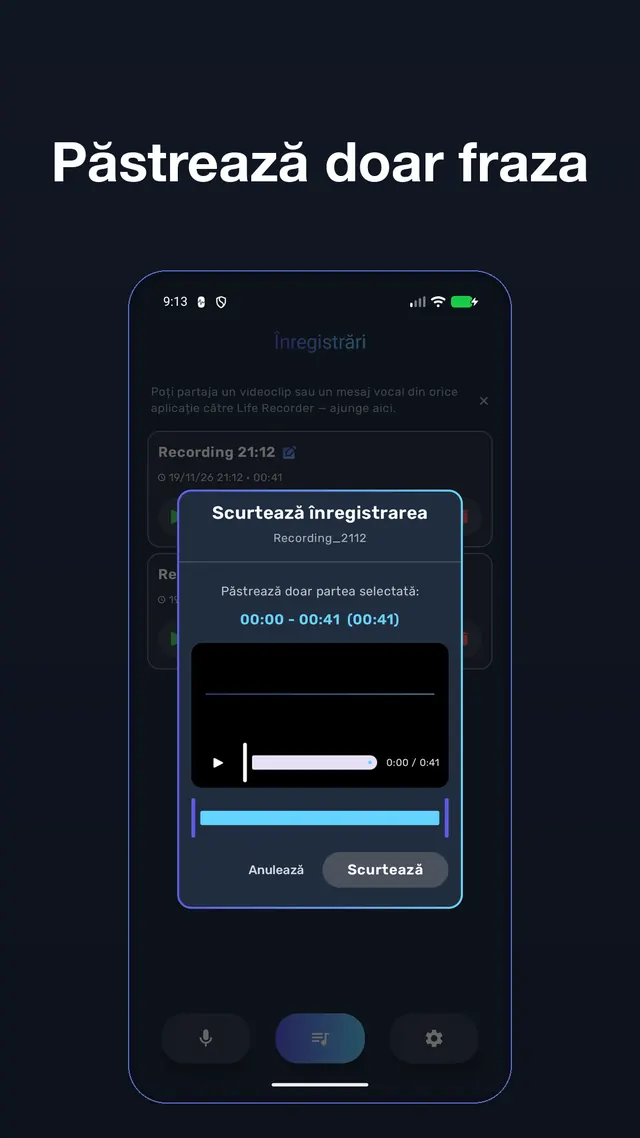 Păstrează doar fraza
9:13
Înregistrări
Poți partaja un videoclip sau un mesaj vocal din orice
aplicație către Life Recorder — ajunge aici.
Recording 21:12
19/11/26 21:12 • 00:41
Scurtează înregistrarea
Recording_2112
Re
19
Păstrează doar partea selectată:
00:00 - 00:41 (00:41)
0:00 / 0:41
Anulează
Scurtează